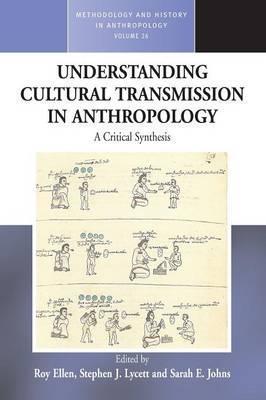 METHODOLOGY AND HISTORY
IN ANTHROPOLOGY
VOLUME 26
UNDERSTANDING
CULTURAL TRANSMISSION
IN ANTHROPOLOGY
A Critical Synthesis
Edited by
Roy Ellen, Stephen J. Lycett and Sarah E. Johns